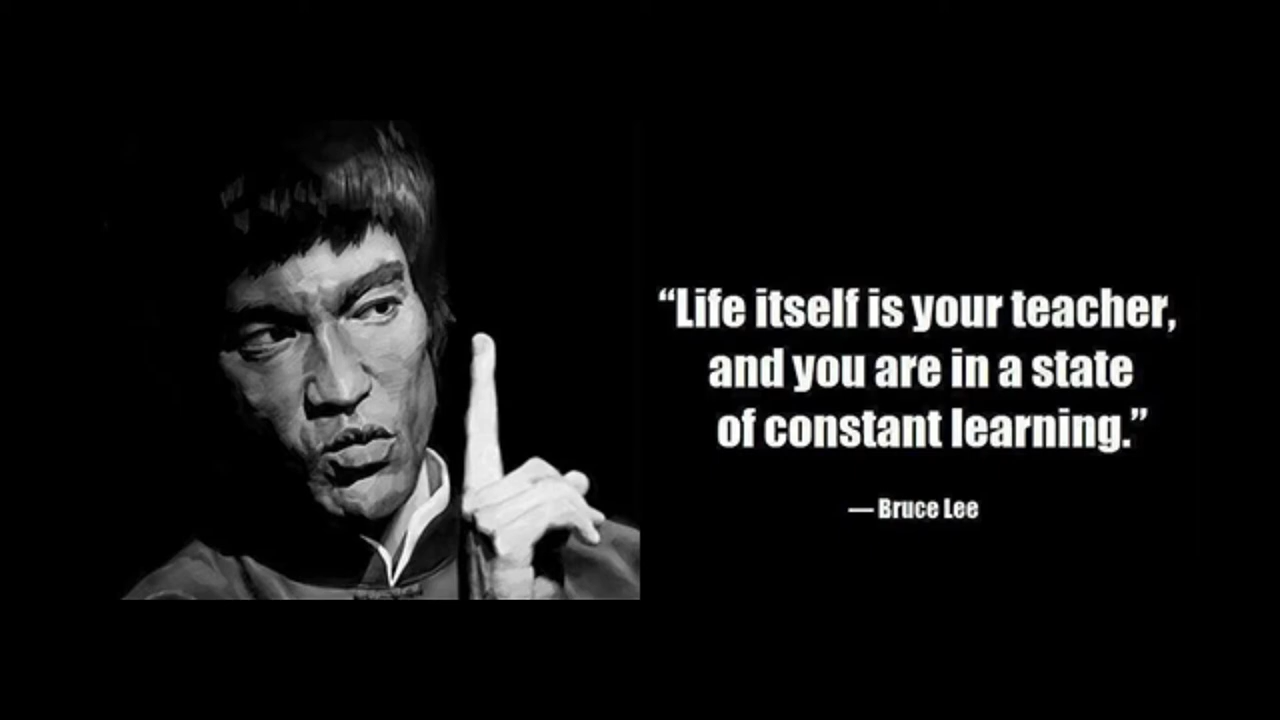 “Life itself is your teacher,
and you are in a state
of constant learning.”
— Bruce Lee